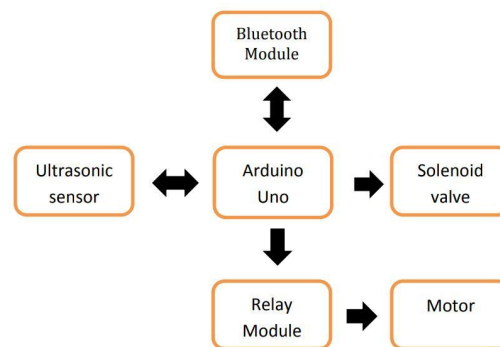 Bluetooth
Module
Ultrasonic
sensor
Arduino
Uno
Solenoid
valve
Relay
Module
Motor